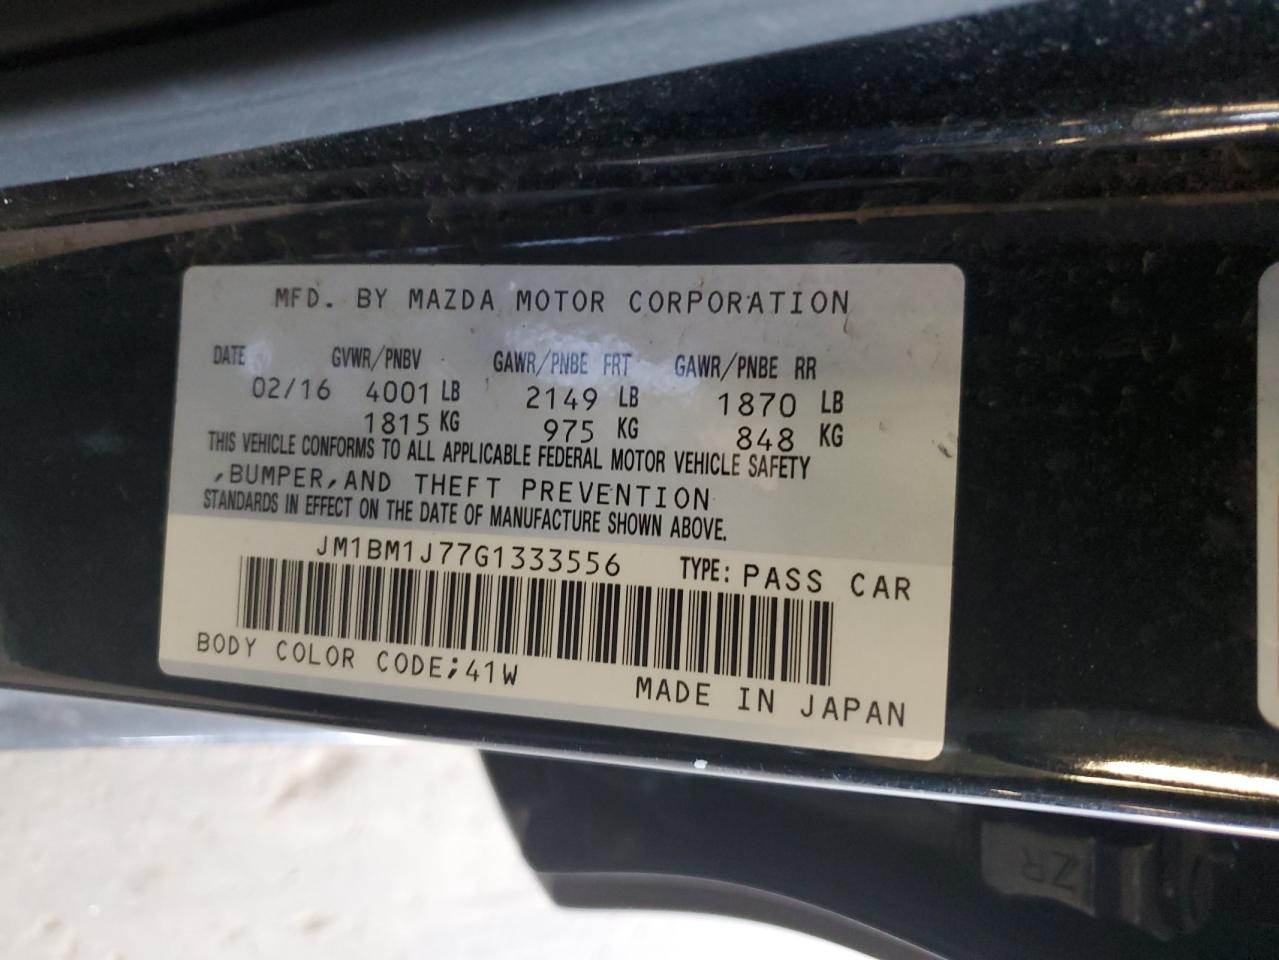 MFD. BY MAZDA MOTOR CORPORATION
DATE GVWR/PNBV GAWR/PNBE FRT GAWR/PNBE RR
02/16 4001 LB 2149 LB 1870 LB
1815 KG 975 KG 848 KG
THIS VEHICLE CONFORMS TO ALL APPLICABLE FEDERAL MOTOR VEHICLE SAFETY
,BUMPER,AND THEFT PREVENTION
STANDARDS IN EFFECT ON THE DATE OF MANUFACTURE SHOWN ABOVE.
JM1BM1J77G1333556 TYPE: PASS CAR
BODY COLOR CODE;41W
MADE IN JAPAN
ZR